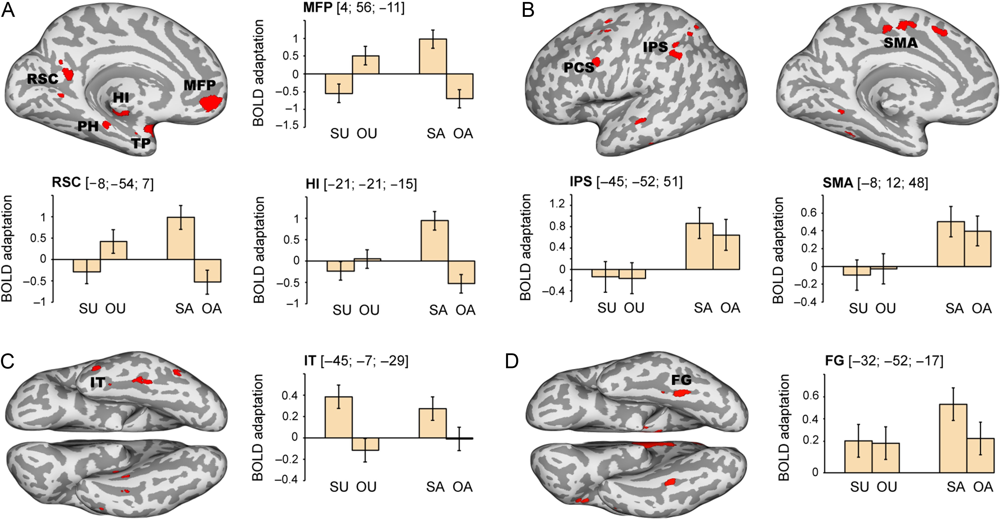 A
RSC
HI
MFP
PH
TP
MFP [4; 56; −11]
BOLD adaptation
1
0.5
0
−0.5
−1
−1.5
SU OU SA OA
B
PCS
IPS
SMA
RSC [−8;−54; 7]
BOLD adaptation
1
0.5
0
−0.5
−1
SU OU SA OA
HI [−21; −21; −15]
BOLD adaptation
1
0.5
0
−0.5
−1
SU OU SA OA
IPS [−45; −52; 51]
BOLD adaptation
1.2
0.8
0.4
0
−0.4
SU OU SA OA
SMA [−8; 12; 48]
BOLD adaptation
0.6
0.4
0.2
0
−0.2
−0.4
SU OU SA OA
C
IT
IT [−45; −7; −29]
BOLD adaptation
0.4
0.2
0
−0.2
−0.4
SU OU SA OA
D
FG
FG [−32; −52; −17]
BOLD adaptation
0.6
0.4
0.2
0
SU OU SA OA